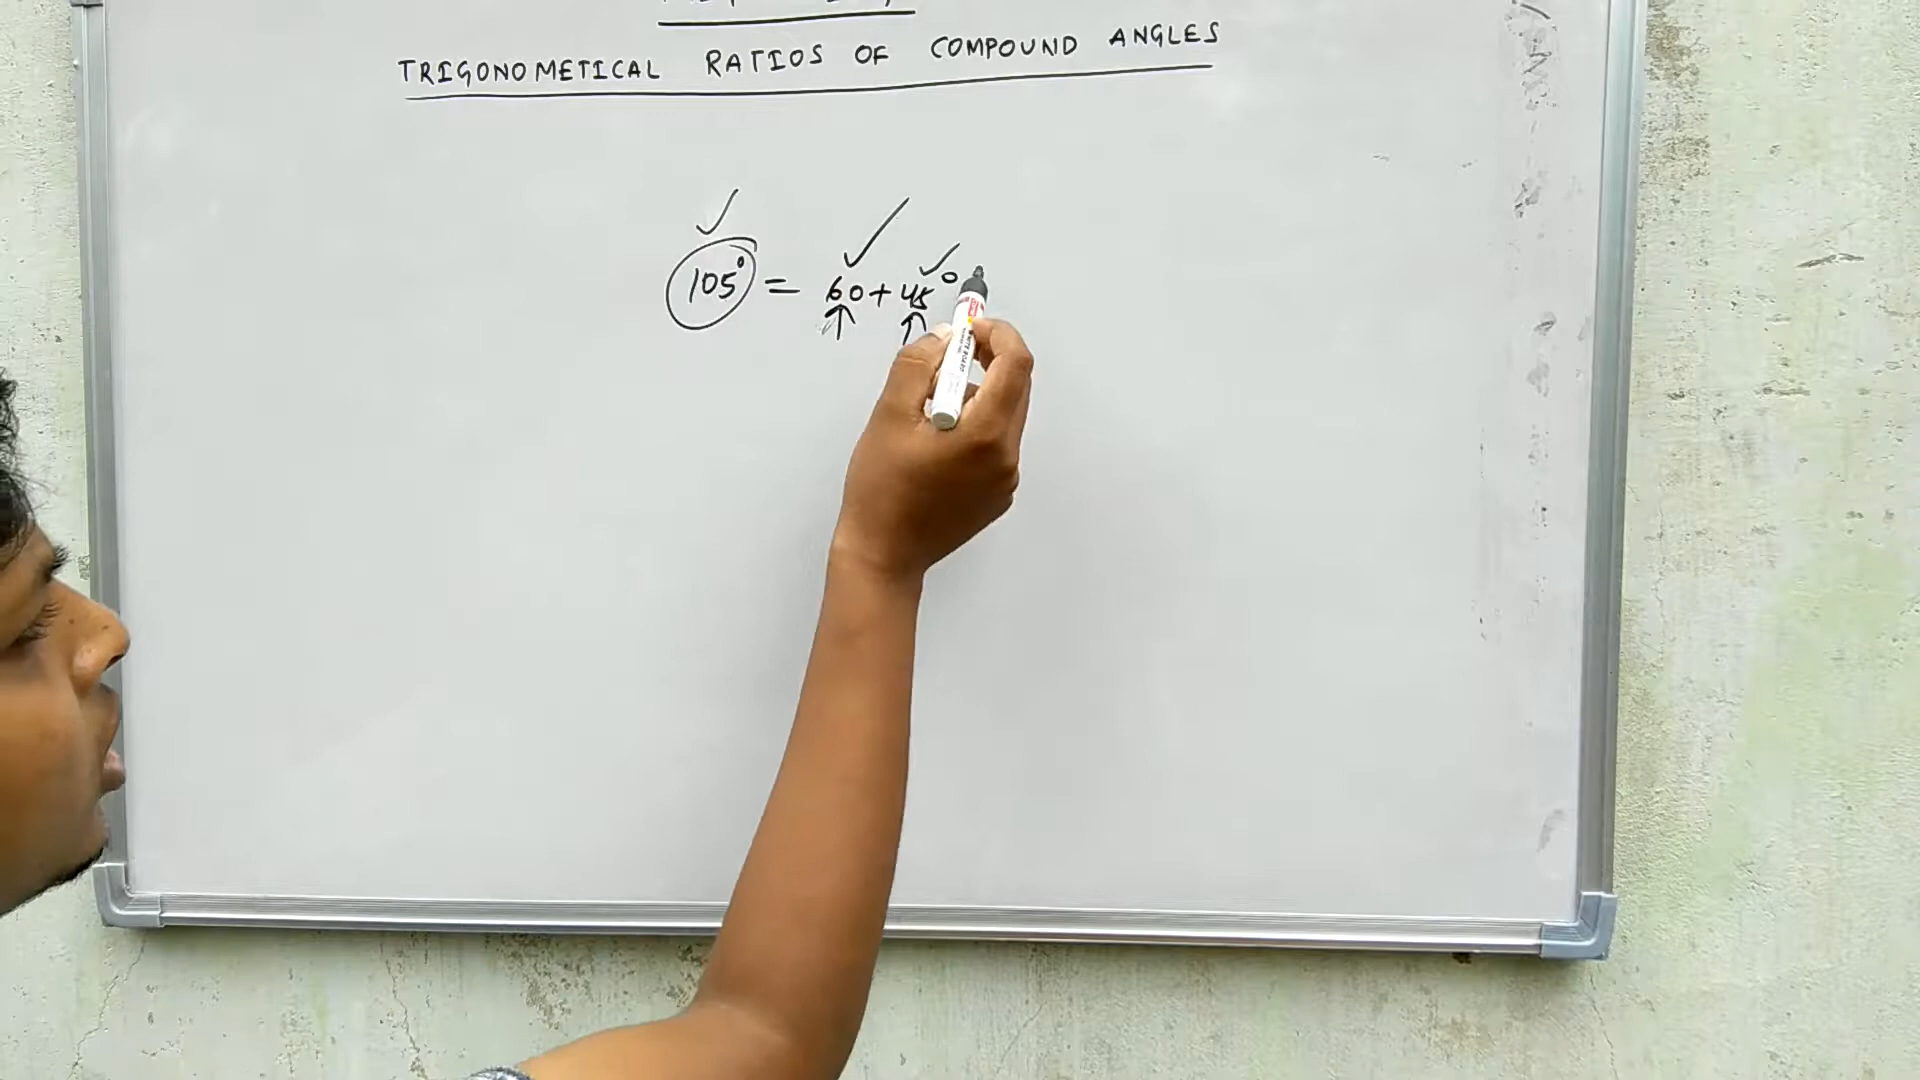 TRIGONOMETICAL RATIOS OF COMPOUND ANGLES
105° = 60+45°